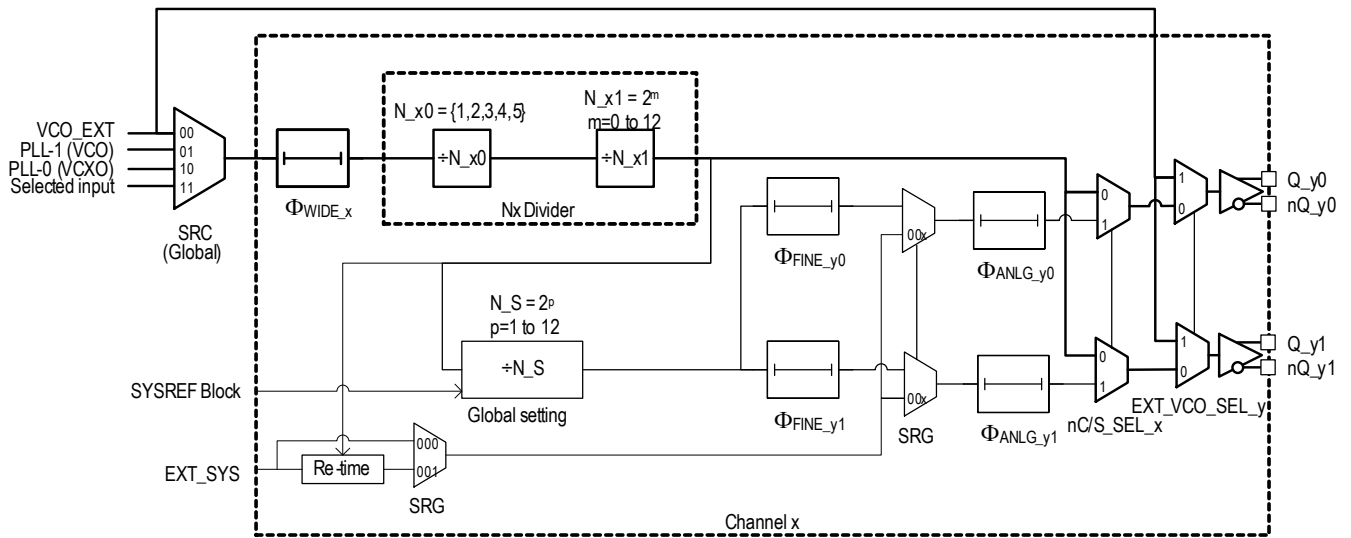 VCO_EXT
PLL-1 (VCO)
PLL-0 (VCXO)
Selected input
00
01
10
11
SRC
(Global)
ΦWIDE_x
N_x0 = {1,2,3,4,5}
÷N_x0
N_x1 = 2ᵐ
m=0 to 12
÷N_x1
Nx Divider
ΦFINE_y0
00x
ΦANLG_y0
0
1
1
0
Q_y0
nQ_y0
N_S = 2ᵖ
p=1 to 12
÷N_S
Global setting
SYSREF Block
ΦFINE_y1
00x
SRG
ΦANLG_y1
0
1
nC/S_SEL_x
1
0
EXT_VCO_SEL_y
Q_y1
nQ_y1
EXT_SYS
Re-time
000
001
SRG
Channel x